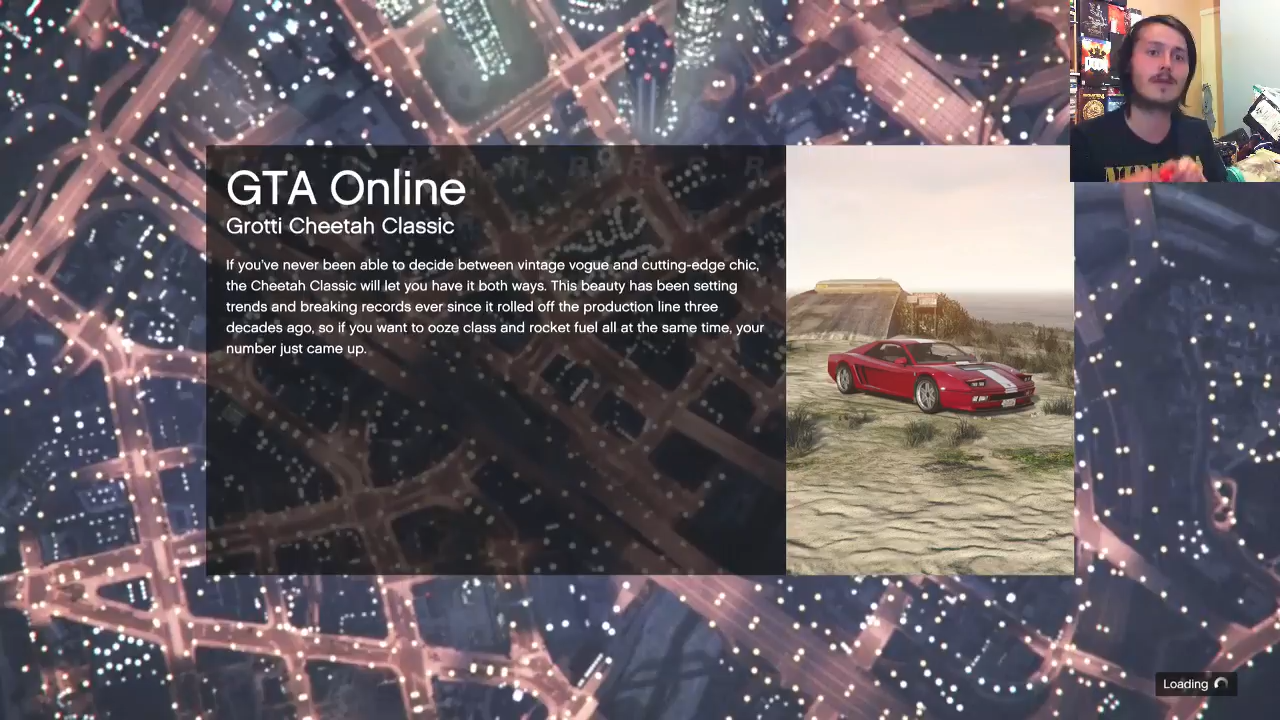 GTA Online
Grotti Cheetah Classic
If you've never been able to decide between vintage vogue and cutting-edge chic,
the Cheetah Classic will let you have it both ways. This beauty has been setting
trends and breaking records ever since it rolled off the production line three
decades ago, so if you want to ooze class and rocket fuel all at the same time, your
number just came up.
Loading